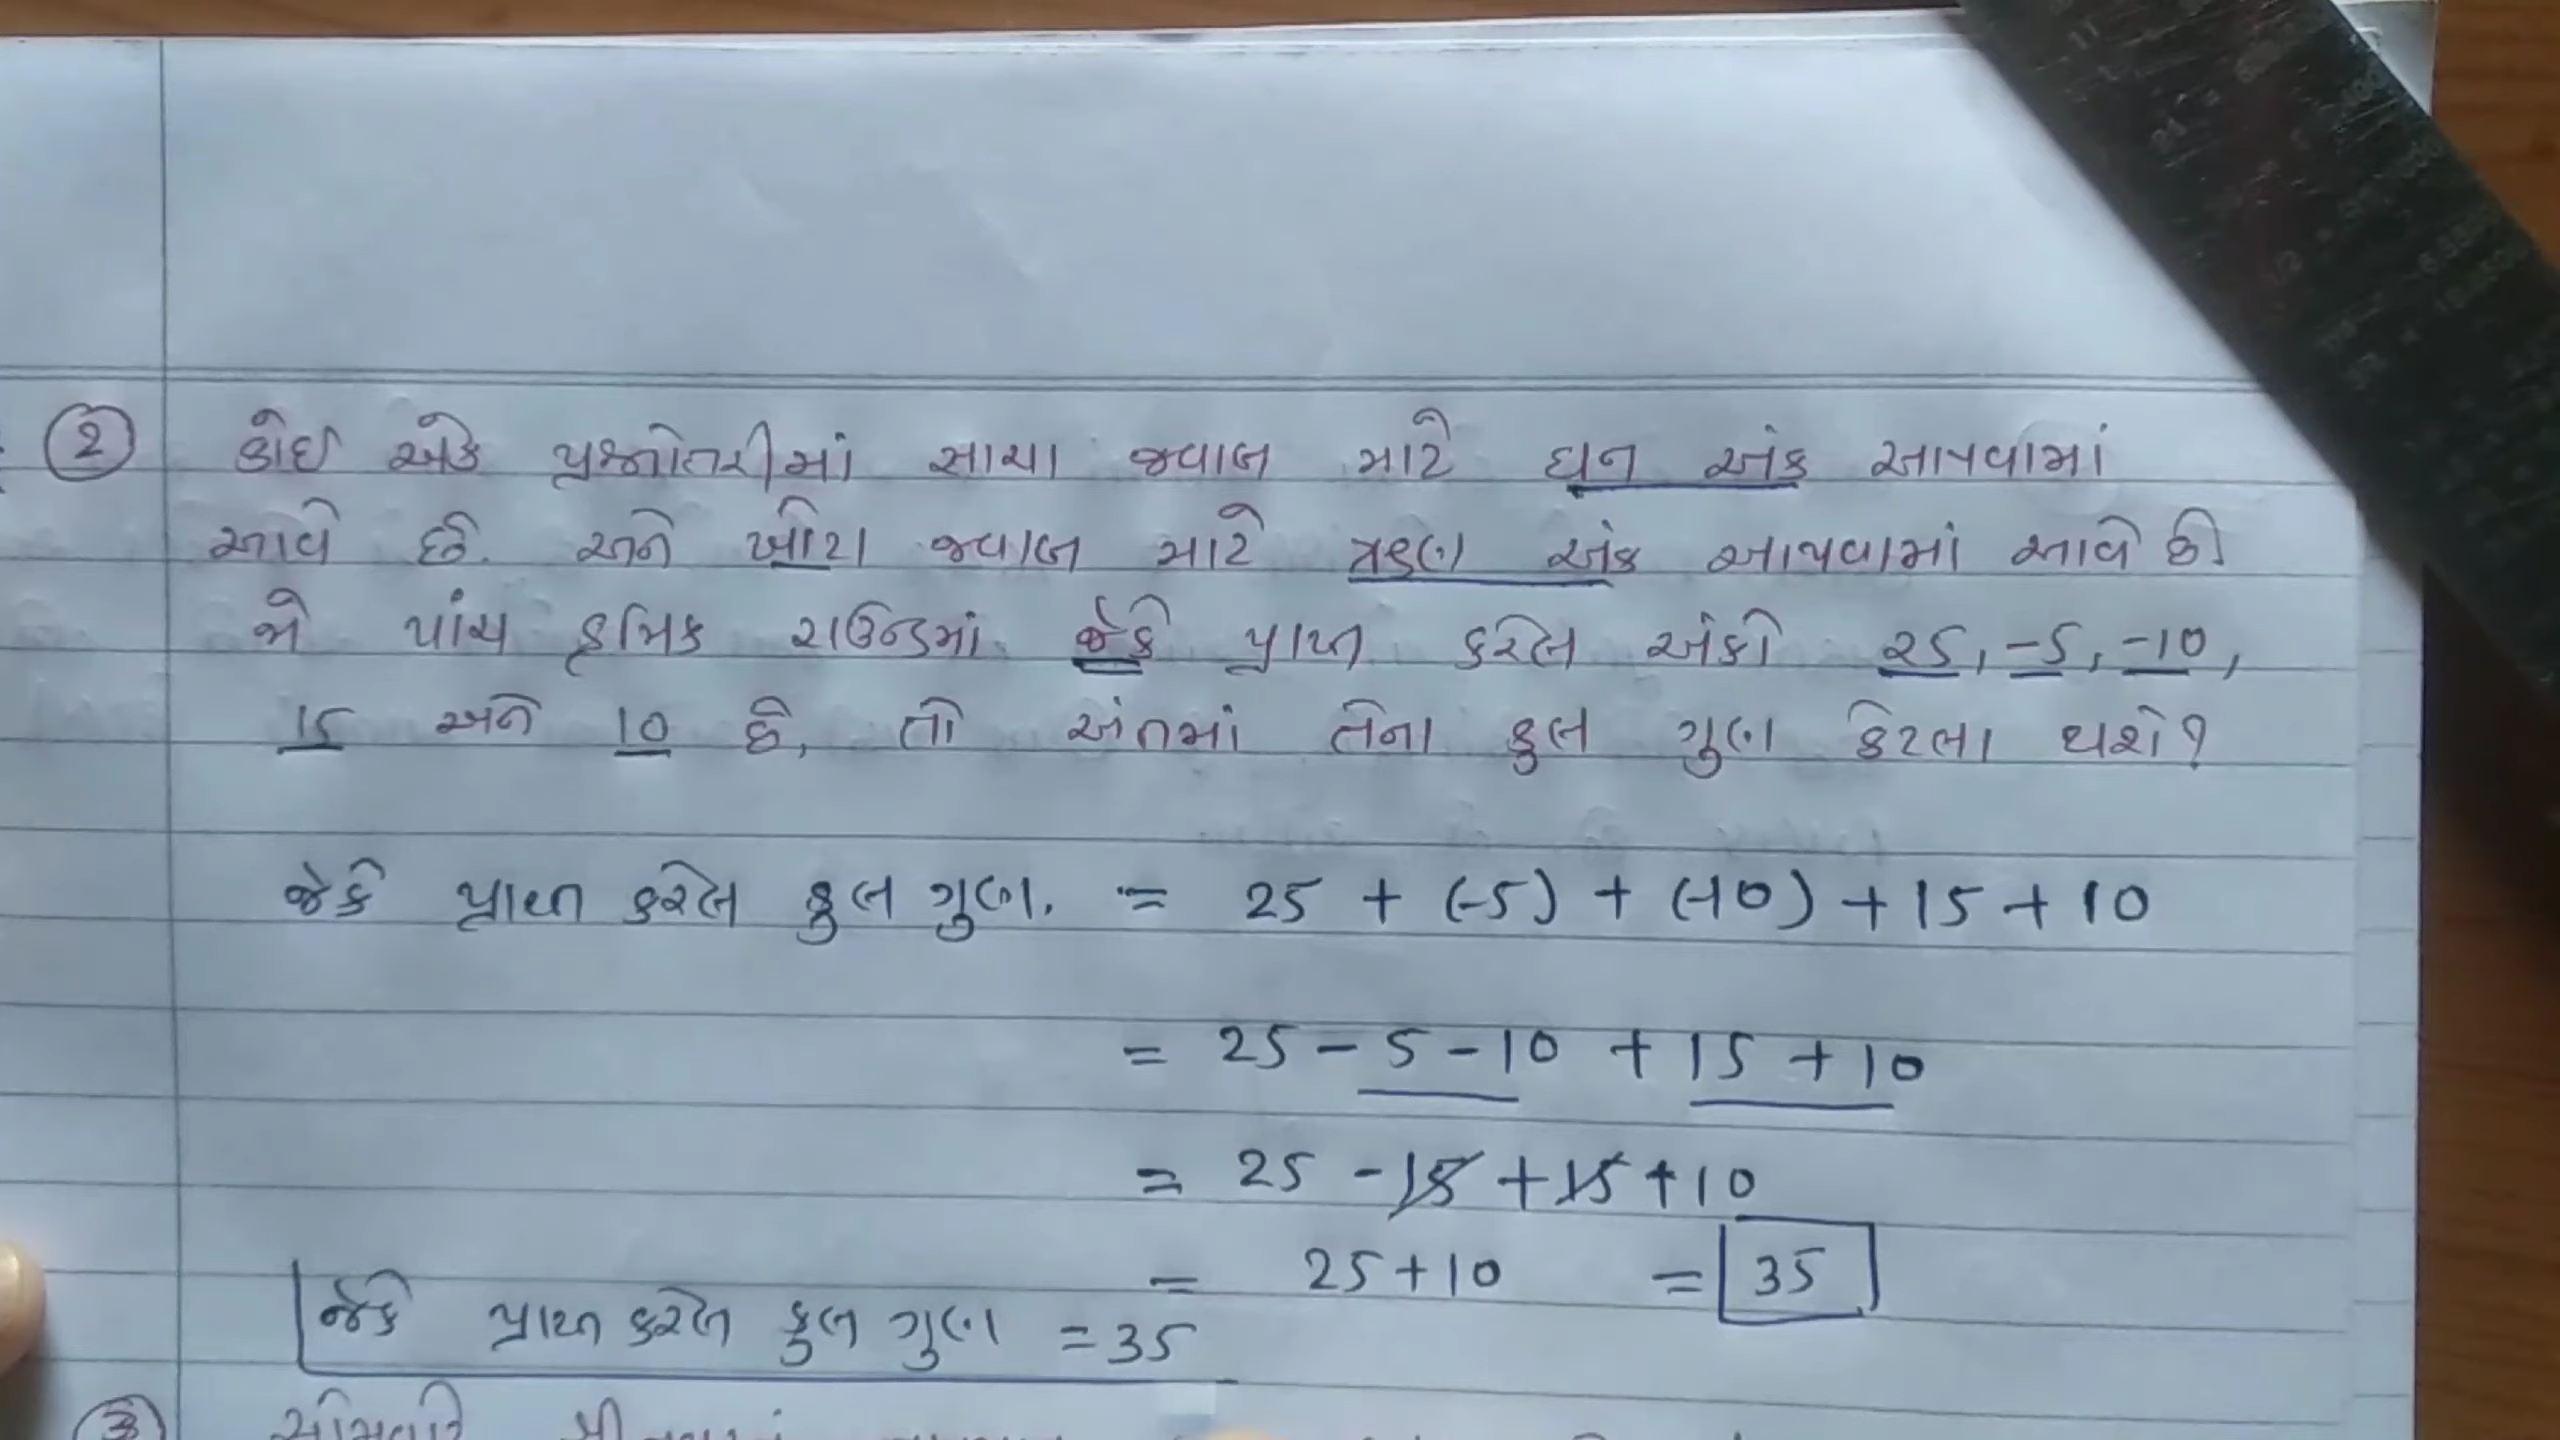 ② કોઈ એક પ્રશ્નોતરીમાં સાચા જવાબ માટે ધન અંક આપવામાં
આવે છે. અને ખોટા જવાબ માટે ઋણ અંક આપવામાં આવે છે
જો પાંચ ક્રમિક રાઉન્ડમાં જેકે પ્રાપ્ત કરેલ અંકો 25, -5, -10,
15 અને 10 છે, તો અંતમાં તેના કુલ ગુણ કેટલા થશે?
જેકે પ્રાપ્ત કરેલ કુલ ગુણ. = 25 + (-5) + (-10) + 15 + 10
= 25 - 5 - 10 + 15 + 10
= 25 - 15 + 15 + 10
= 25 + 10 = 35
જેકે પ્રાપ્ત કરેલ કુલ ગુણ = 35
③ સોમવારે